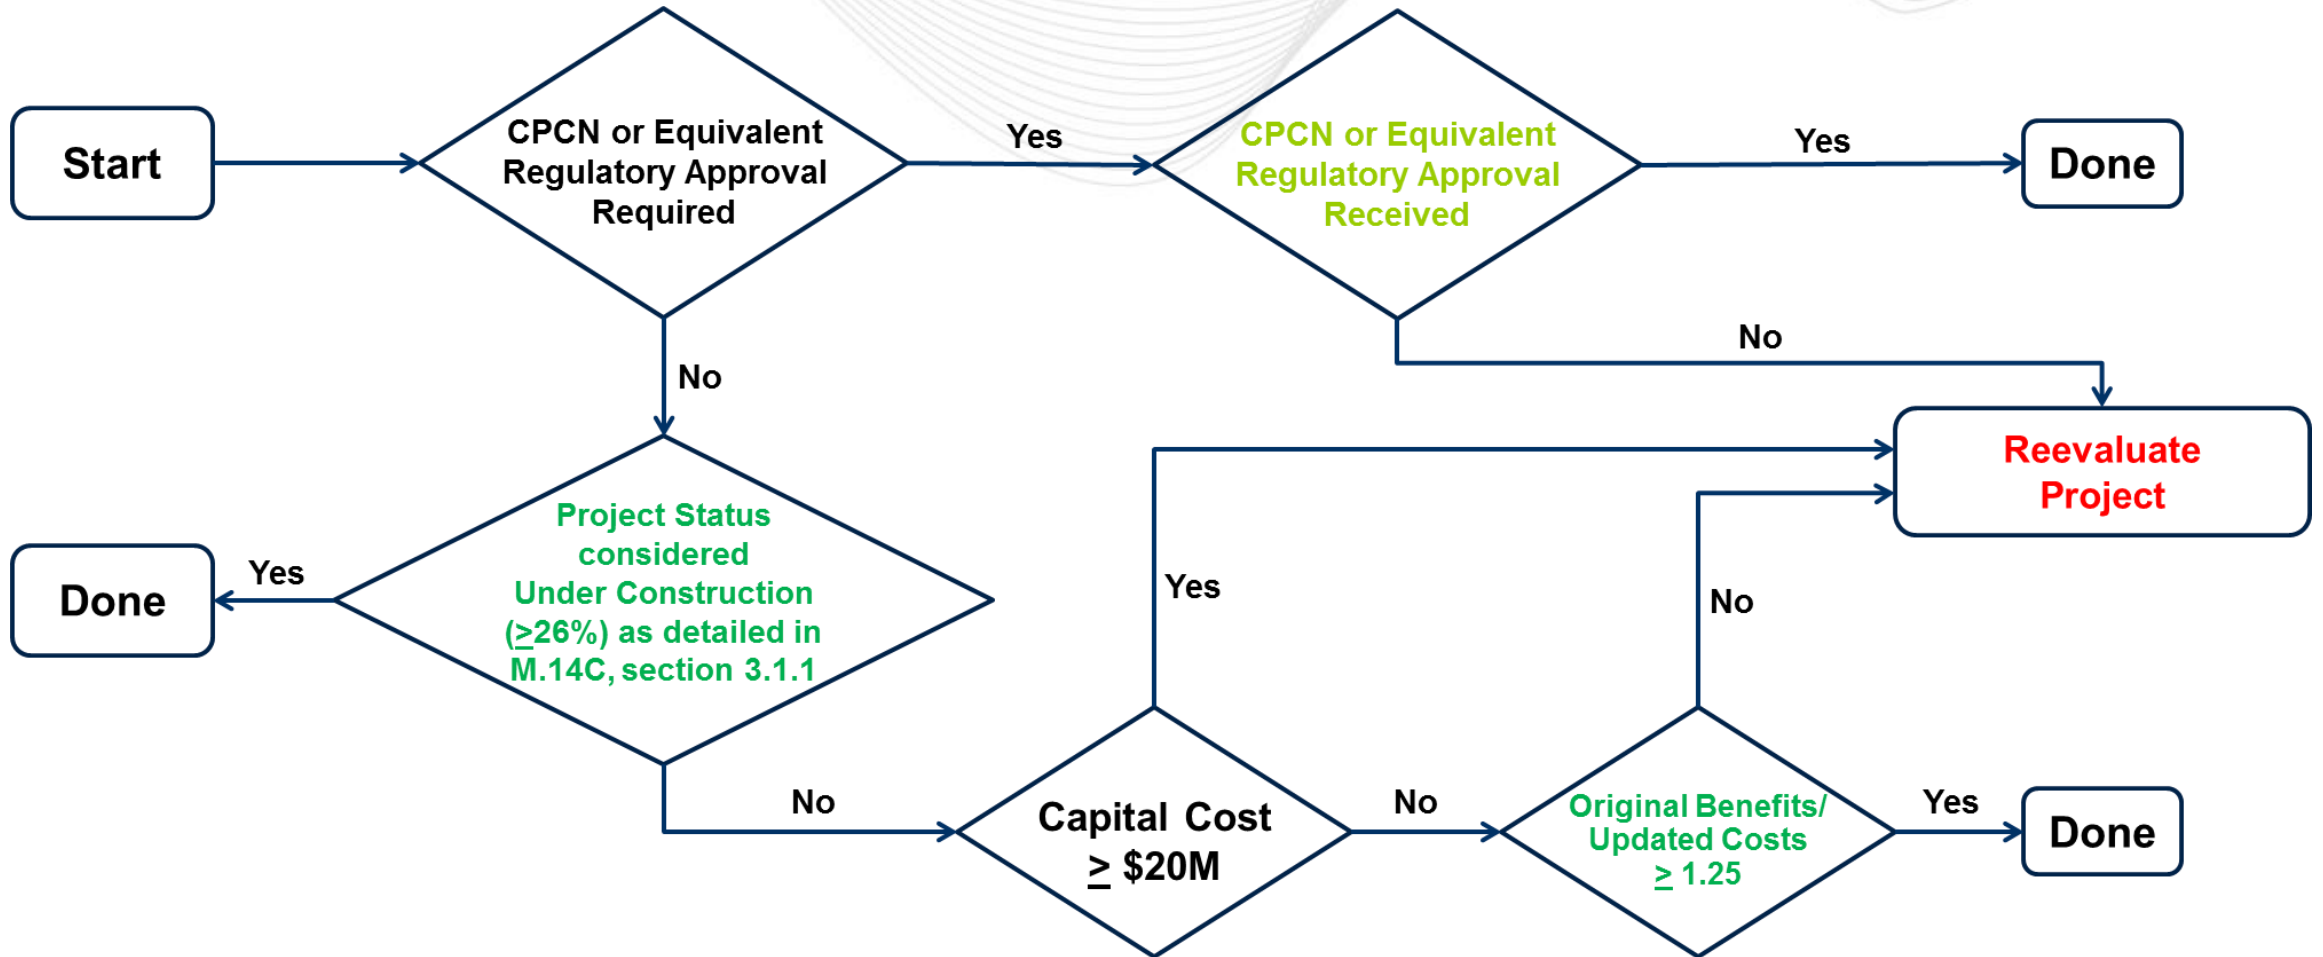 Start
CPCN or Equivalent
Regulatory Approval
Required
Yes
CPCN or Equivalent
Regulatory Approval
Received
Yes
Done
No
No
Reevaluate
Project
Done
Yes
Project Status
considered
Under Construction
(≥26%) as detailed in
M.14C, section 3.1.1
Yes
No
No
Capital Cost
≥ $20M
No
Original Benefits/
Updated Costs
≥ 1.25
Yes
Done